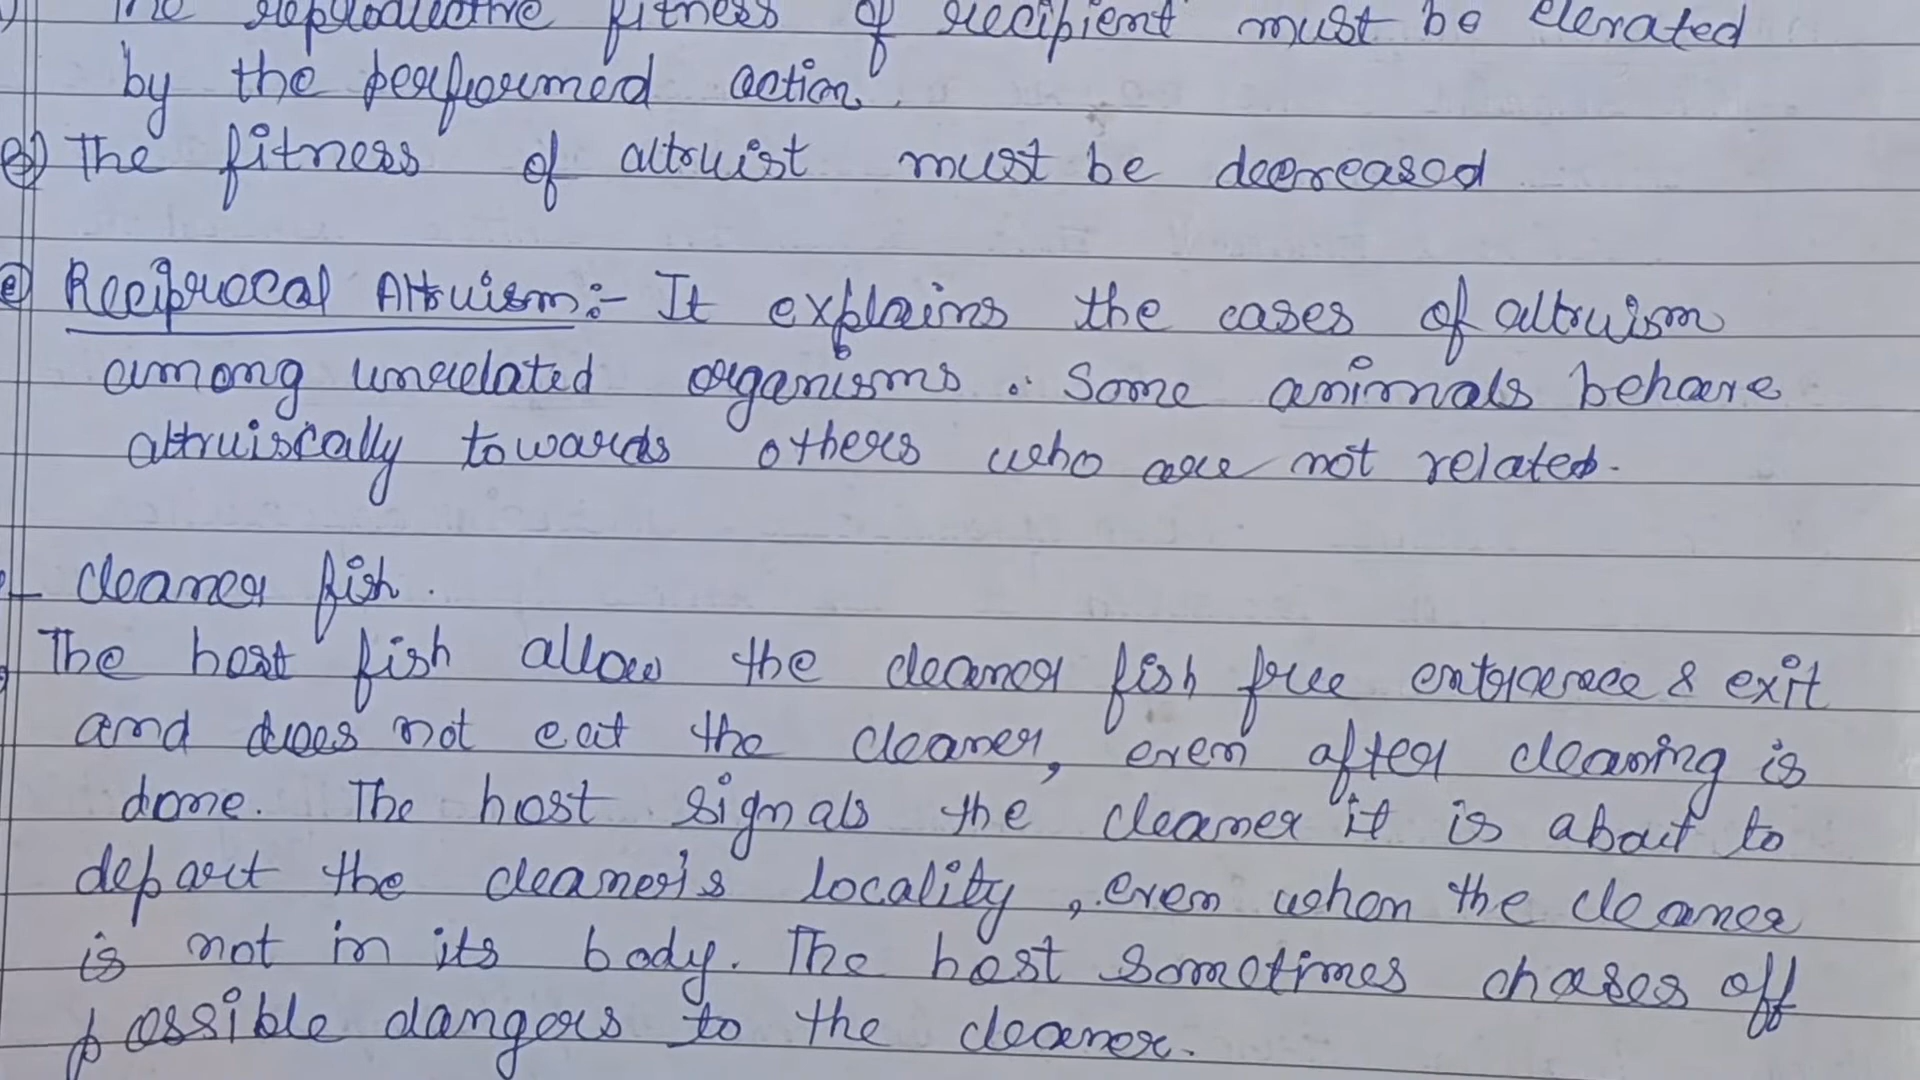 The reproductive fitness of recipient must be elevated
by the performed action.
The fitness of altruist must be decreased
Reciprocal Altruism:- It explains the cases of altruism
among unrelated organisms. Some animals behave
altruiscally towards others who are not related.
cleaner fish.
The host fish allow the cleaner fish free enterance & exit
and does not eat the cleaner, even after cleaning is
done. The host signals the cleaner it is about to
depart the cleaner's locality, even when the cleaner
is not in its body. The host sometimes chases off
possible dangers to the cleaner.